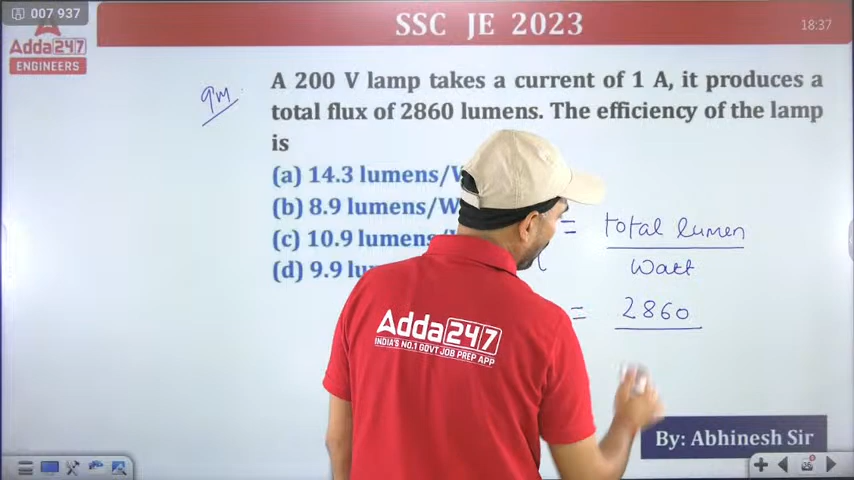 007 937
SSC JE 2023
18:37
Adda247
ENGINEERS
9m
A 200 V lamp takes a current of 1 A, it produces a
total flux of 2860 lumens. The efficiency of the lamp
is
(a) 14.3 lumens/W
(b) 8.9 lumens/W
(c) 10.9 lumens
(d) 9.9 lu
= total lumen
Watt
= 2860
Adda247
INDIA'S NO.1 GOVT JOB PREP APP
By: Abhinesh Sir